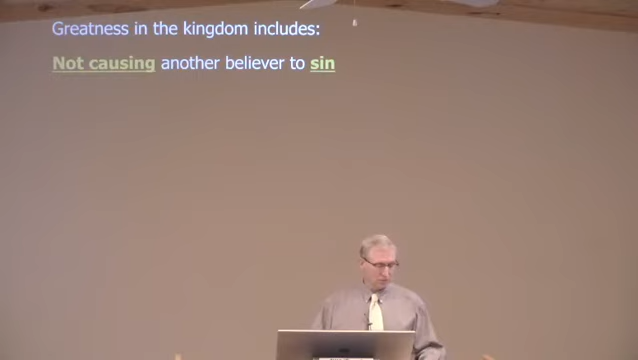 Greatness in the kingdom includes:
Not causing another believer to sin